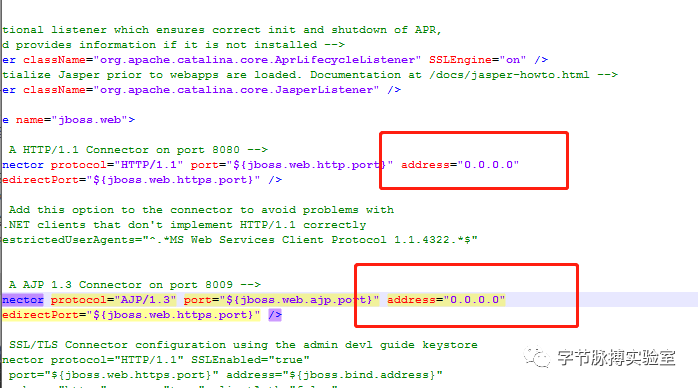 tional listener which ensures correct init and shutdown of APR,
d provides information if it is not installed -->
er className="org.apache.catalina.core.AprLifecycleListener" SSLEngine="on" />
tialize Jasper prior to webapps are loaded. Documentation at /docs/jasper-howto.html -->
er className="org.apache.catalina.core.JasperListener" />
e name="jboss.web">
A HTTP/1.1 Connector on port 8080 -->
nector protocol="HTTP/1.1" port="${jboss.web.http.port}" address="0.0.0.0"
edirectPort="${jboss.web.https.port}" />
Add this option to the connector to avoid problems with
.NET clients that don't implement HTTP/1.1 correctly
estrictedUserAgents="^.*MS Web Services Client Protocol 1.1.4322.*$"
A AJP 1.3 Connector on port 8009 -->
nector protocol="AJP/1.3" port="${jboss.web.ajp.port}" address="0.0.0.0"
edirectPort="${jboss.web.https.port}" />
SSL/TLS Connector configuration using the admin devl guide keystore
nector protocol="HTTP/1.1" SSLEnabled="true"
port="${jboss.web.https.port}" address="${jboss.bind.address}"
字节脉搏实验室